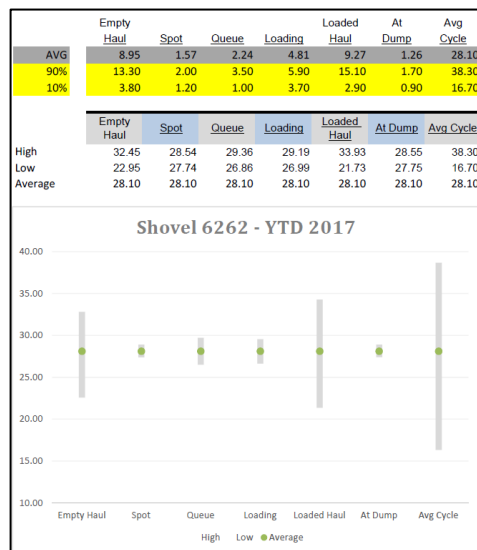 Empty Haul Spot Queue Loading Loaded Haul At Dump Avg Cycle
AVG 8.95 1.57 2.24 4.81 9.27 1.26 28.10
90% 13.30 2.00 3.50 5.90 15.10 1.70 38.30
10% 3.80 1.20 1.00 3.70 2.90 0.90 16.70
Empty Haul Spot Queue Loading Loaded Haul At Dump Avg Cycle
High 32.45 28.54 29.36 29.19 33.93 28.55 38.30
Low 22.95 27.74 26.86 26.99 21.73 27.75 16.70
Average 28.10 28.10 28.10 28.10 28.10 28.10 28.10
Shovel 6262 - YTD 2017
40.00
35.00
30.00
25.00
20.00
15.00
10.00
Empty Haul Spot Queue Loading Loaded Haul At Dump Avg Cycle
High Low Average